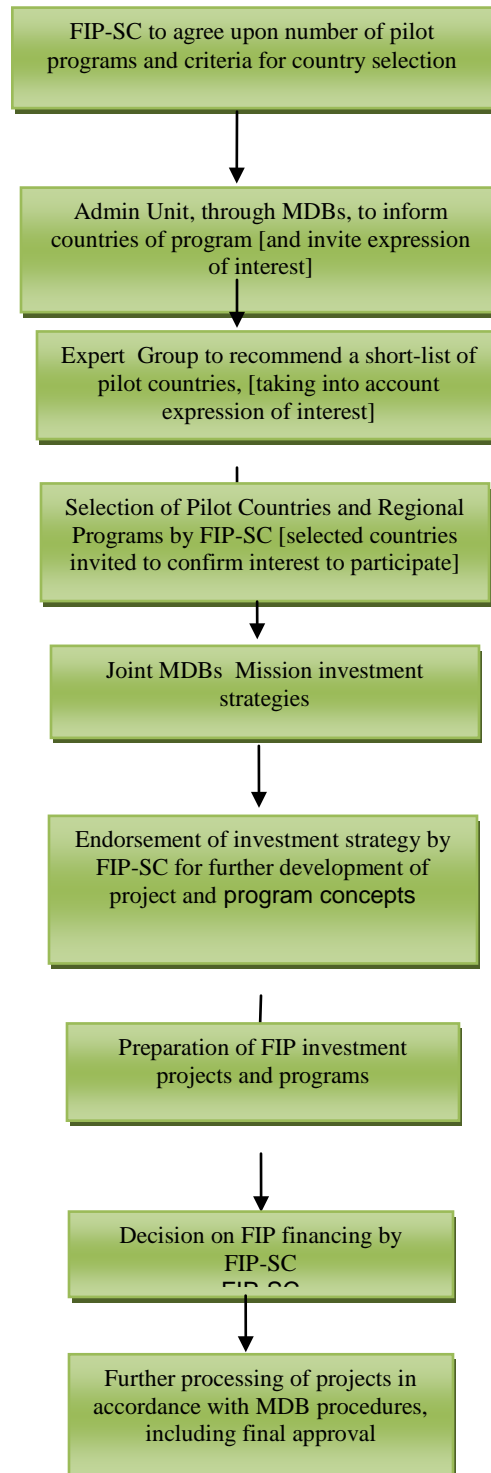 FIP-SC to agree upon number of pilot
programs and criteria for country selection
Admin Unit, through MDBs, to inform
countries of program [and invite expression
of interest]
Expert Group to recommend a short-list of
pilot countries, [taking into account
expression of interest]
Selection of Pilot Countries and Regional
Programs by FIP-SC [selected countries
invited to confirm interest to participate]
Joint MDBs Mission investment
strategies
Endorsement of investment strategy by
FIP-SC for further development of
project and program concepts
Preparation of FIP investment
projects and programs
Decision on FIP financing by
FIP-SC
FIP-SC
Further processing of projects in
accordance with MDB procedures,
including final approval